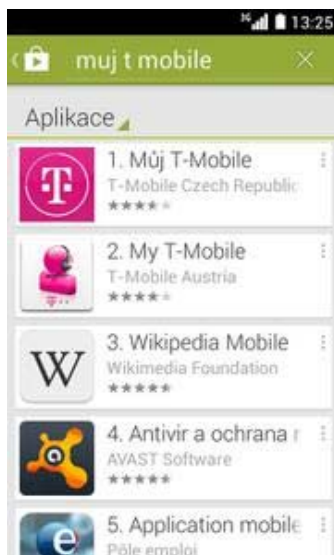 3G 13:25
muj t mobile
Aplikace
T
1. Můj T-Mobile
T-Mobile Czech Republic
2. My T-Mobile
T-Mobile Austria
W
3. Wikipedia Mobile
Wikimedia Foundation
4. Antivir a ochrana
AVAST Software
5. Application mobile
Pôle emploi